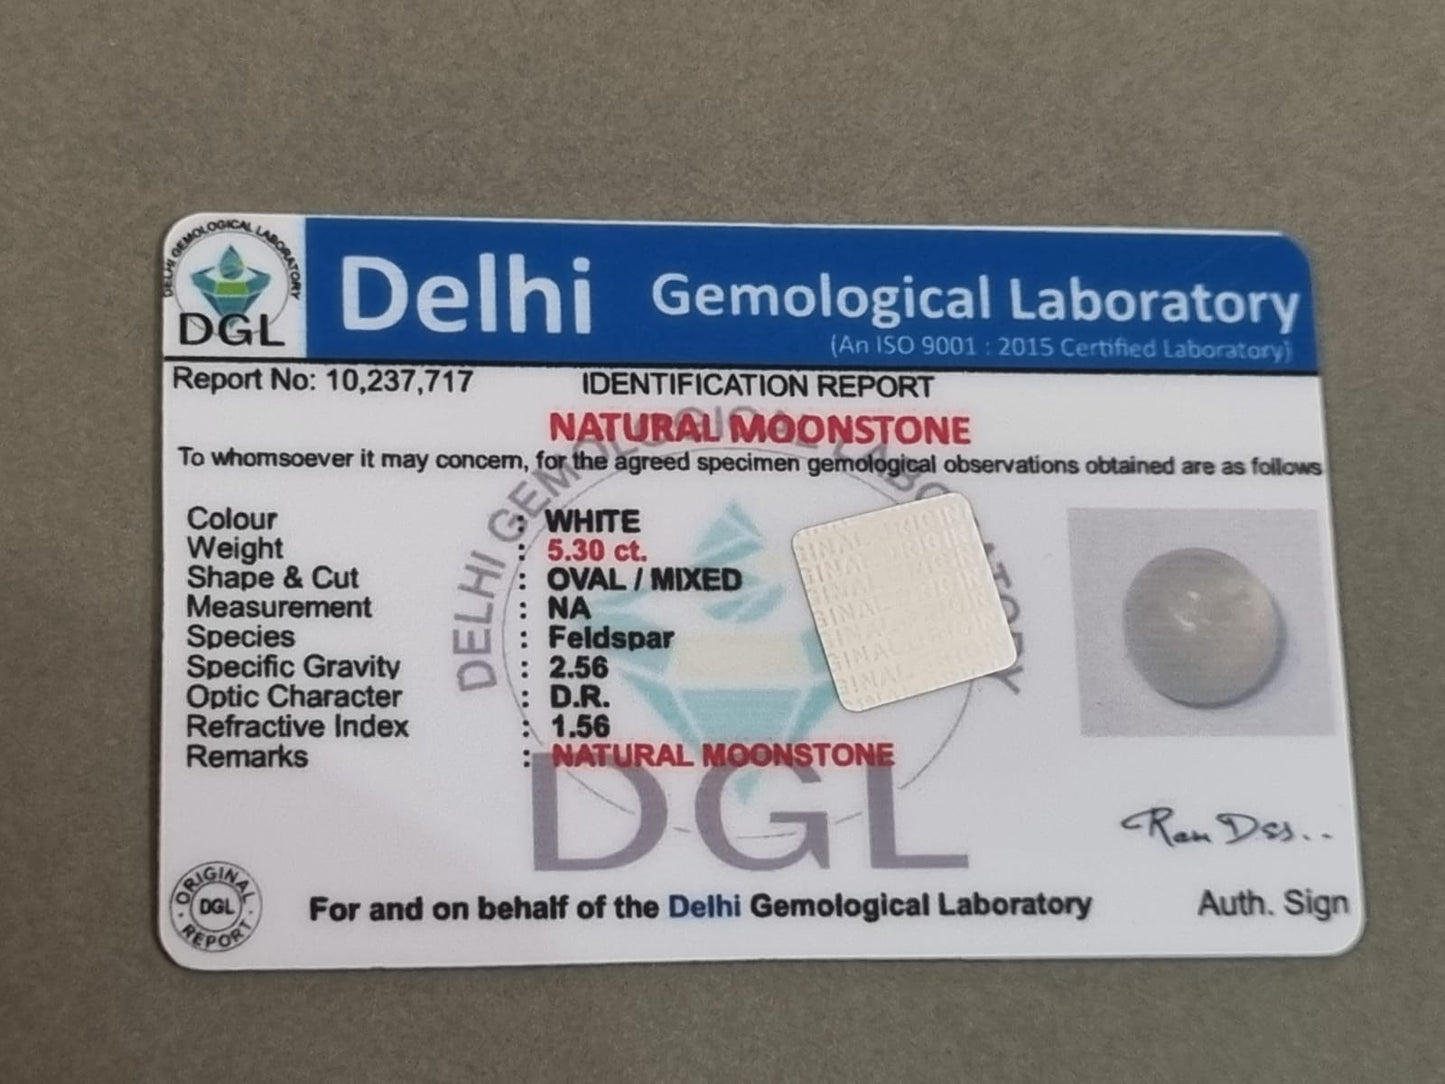 DELHI GEMOLOGICAL LABORATORY
DGL
Delhi Gemological Laboratory
(An ISO 9001 : 2015 Certified Laboratory)
Report No: 10,237,717 IDENTIFICATION REPORT
NATURAL MOONSTONE
To whomsoever it may concern, for the agreed specimen gemological observations obtained are as follows
Colour : WHITE
Weight : 5.30 ct.
Shape & Cut : OVAL / MIXED
Measurement : NA
Species : Feldspar
Specific Gravity : 2.56
Optic Character : D.R.
Refractive Index : 1.56
Remarks : NATURAL MOONSTONE
DELHI GEMOLOGICAL LABORATORY
DGL
ORIGINAL
DGL
REPORT
For and on behalf of the Delhi Gemological Laboratory
Auth. Sign